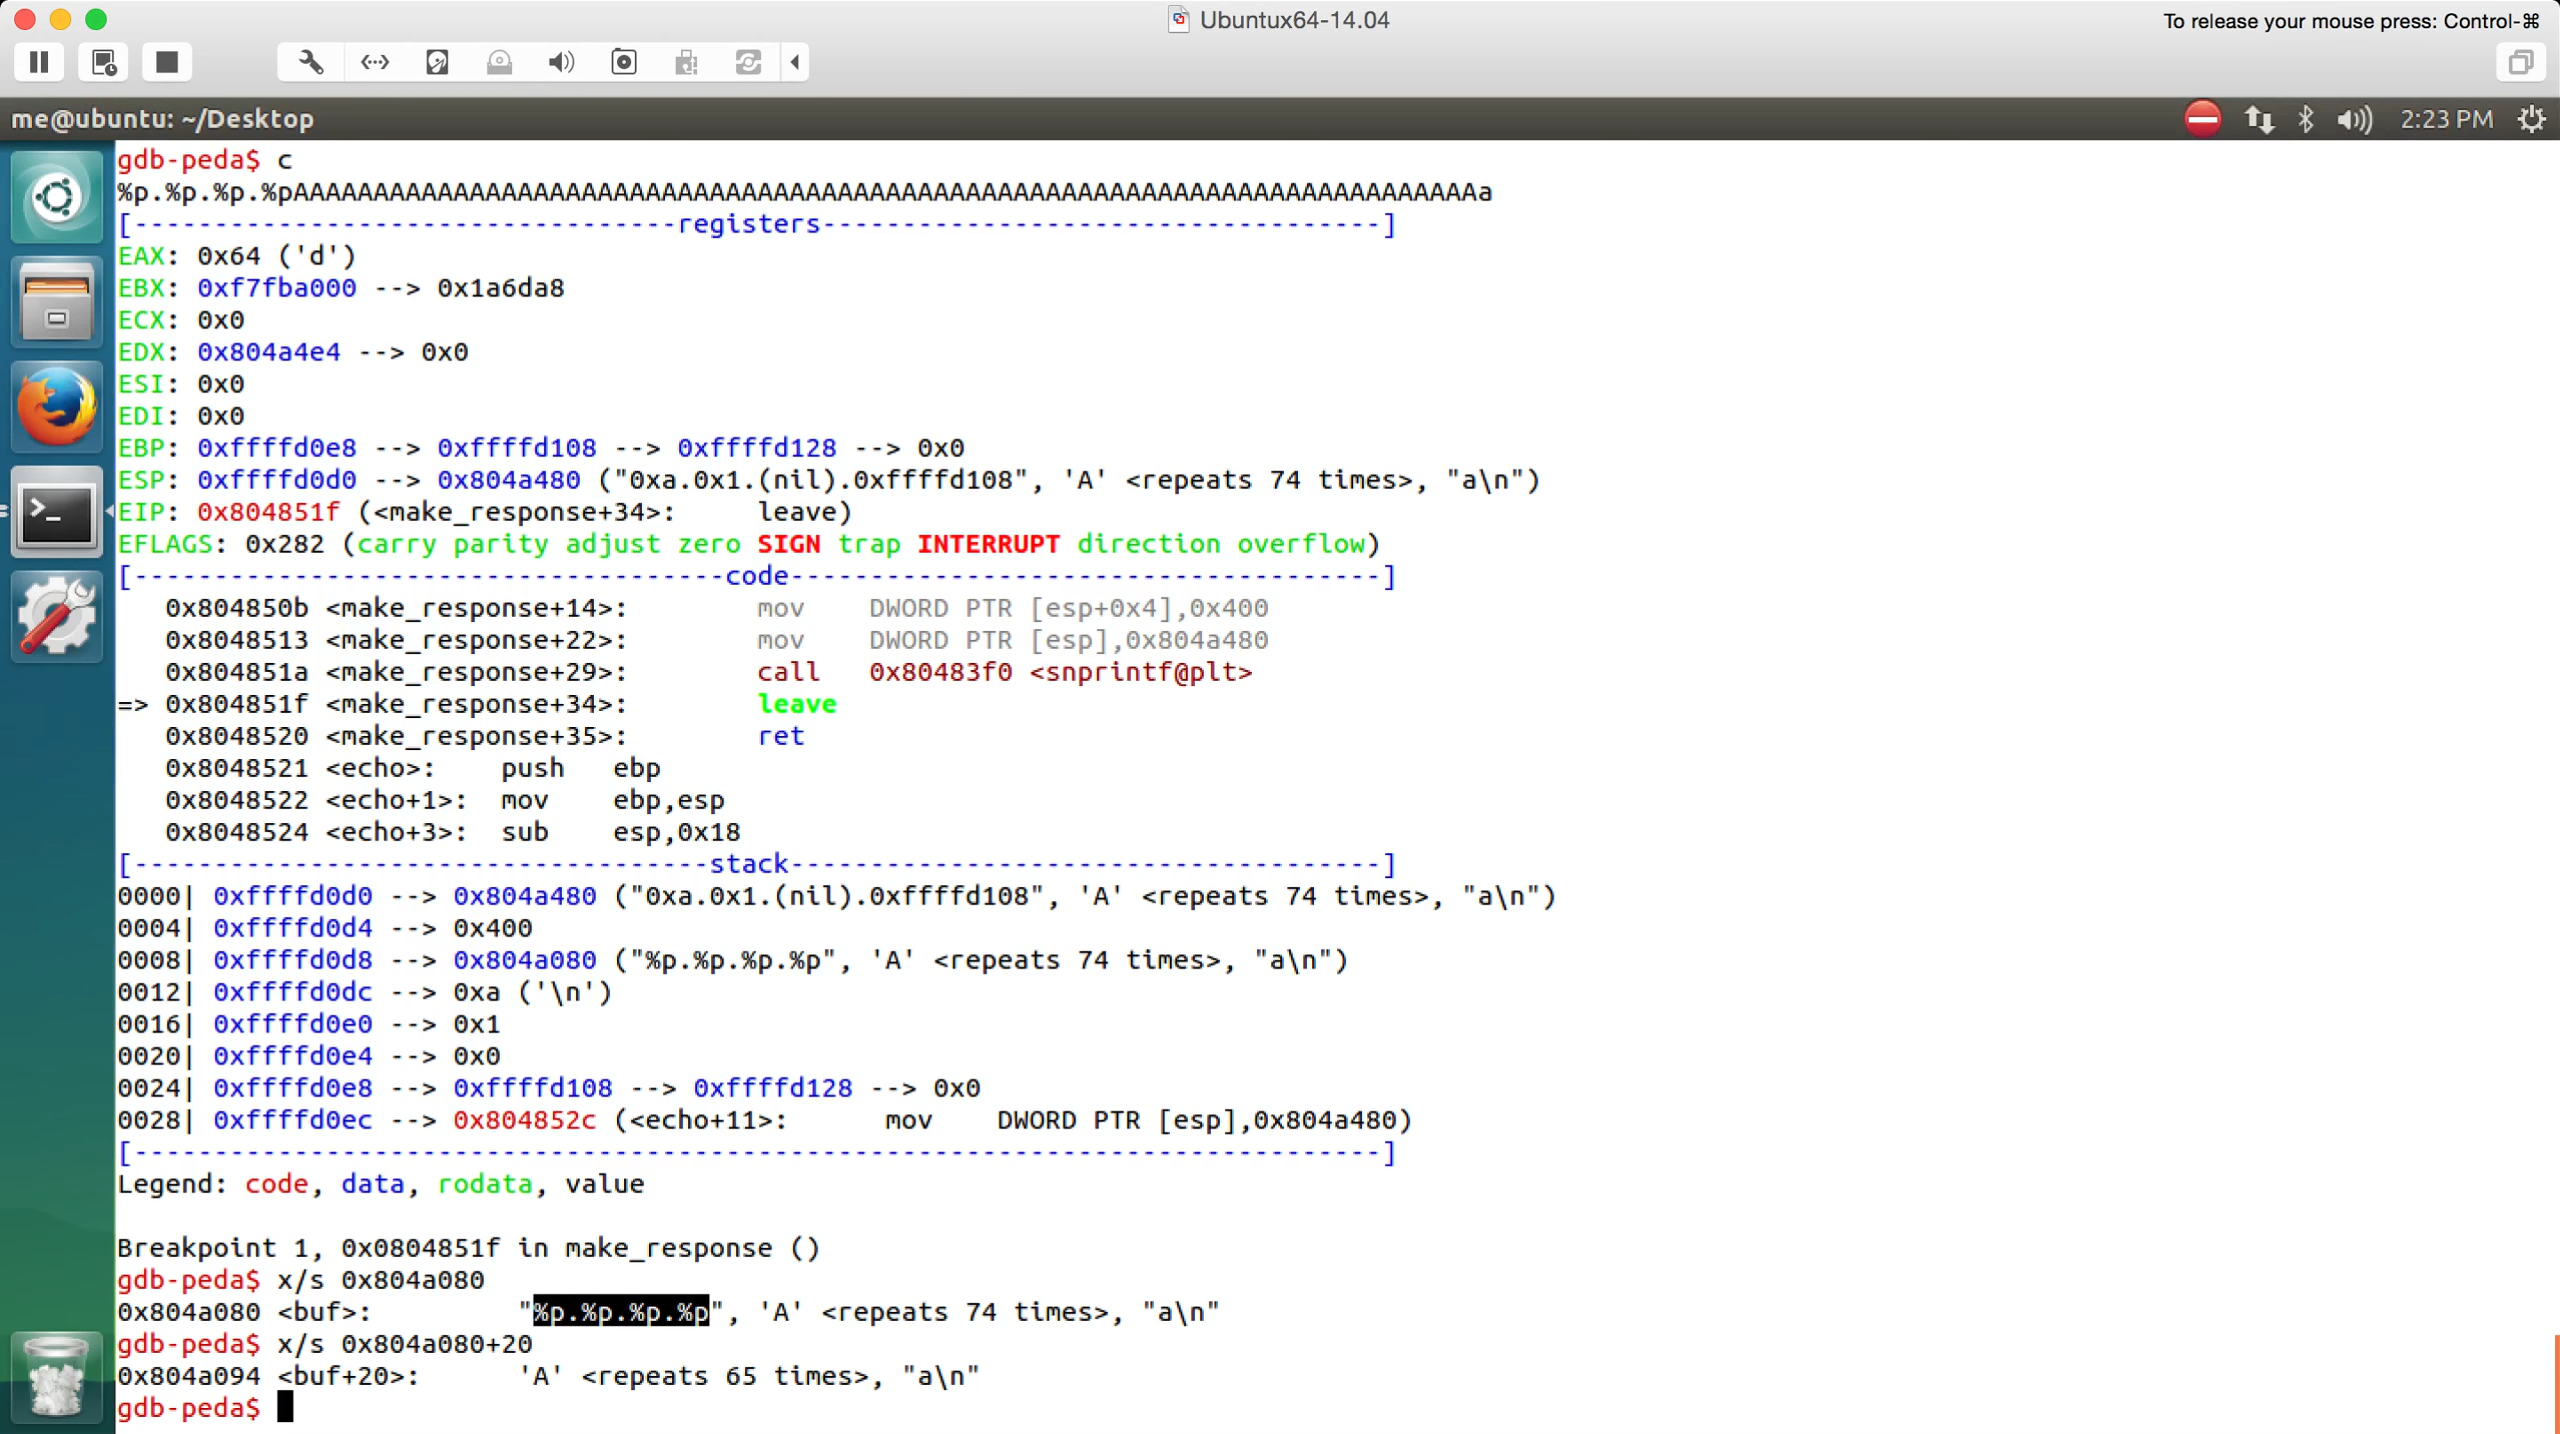 Ubuntux64-14.04
To release your mouse press: Control-⌘
me@ubuntu: ~/Desktop
2:23 PM
gdb-peda$ c
%p.%p.%p.%pAAAAAAAAAAAAAAAAAAAAAAAAAAAAAAAAAAAAAAAAAAAAAAAAAAAAAAAAAAAAAAAAAAAAAAAAAAa
[----------------------------------registers-----------------------------------]
EAX: 0x64 ('d')
EBX: 0xf7fba000 --> 0x1a6da8
ECX: 0x0
EDX: 0x804a4e4 --> 0x0
ESI: 0x0
EDI: 0x0
EBP: 0xffffd0e8 --> 0xffffd108 --> 0xffffd128 --> 0x0
ESP: 0xffffd0d0 --> 0x804a480 ("0xa.0x1.(nil).0xffffd108", 'A' <repeats 74 times>, "a\n")
EIP: 0x804851f (<make_response+34>:	leave)
EFLAGS: 0x282 (carry parity adjust zero SIGN trap INTERRUPT direction overflow)
[-------------------------------------code-------------------------------------]
   0x804850b <make_response+14>:	mov    DWORD PTR [esp+0x4],0x400
   0x8048513 <make_response+22>:	mov    DWORD PTR [esp],0x804a480
   0x804851a <make_response+29>:	call   0x80483f0 <snprintf@plt>
=> 0x804851f <make_response+34>:	leave
   0x8048520 <make_response+35>:	ret
   0x8048521 <echo>:	push   ebp
   0x8048522 <echo+1>:	mov    ebp,esp
   0x8048524 <echo+3>:	sub    esp,0x18
[------------------------------------stack-------------------------------------]
0000| 0xffffd0d0 --> 0x804a480 ("0xa.0x1.(nil).0xffffd108", 'A' <repeats 74 times>, "a\n")
0004| 0xffffd0d4 --> 0x400
0008| 0xffffd0d8 --> 0x804a080 ("%p.%p.%p.%p", 'A' <repeats 74 times>, "a\n")
0012| 0xffffd0dc --> 0xa ('\n')
0016| 0xffffd0e0 --> 0x1
0020| 0xffffd0e4 --> 0x0
0024| 0xffffd0e8 --> 0xffffd108 --> 0xffffd128 --> 0x0
0028| 0xffffd0ec --> 0x804852c (<echo+11>:	mov    DWORD PTR [esp],0x804a480)
[------------------------------------------------------------------------------]
Legend: code, data, rodata, value
Breakpoint 1, 0x0804851f in make_response ()
gdb-peda$ x/s 0x804a080
0x804a080 <buf>:	"%p.%p.%p.%p", 'A' <repeats 74 times>, "a\n"
gdb-peda$ x/s 0x804a080+20
0x804a094 <buf+20>:	'A' <repeats 65 times>, "a\n"
gdb-peda$